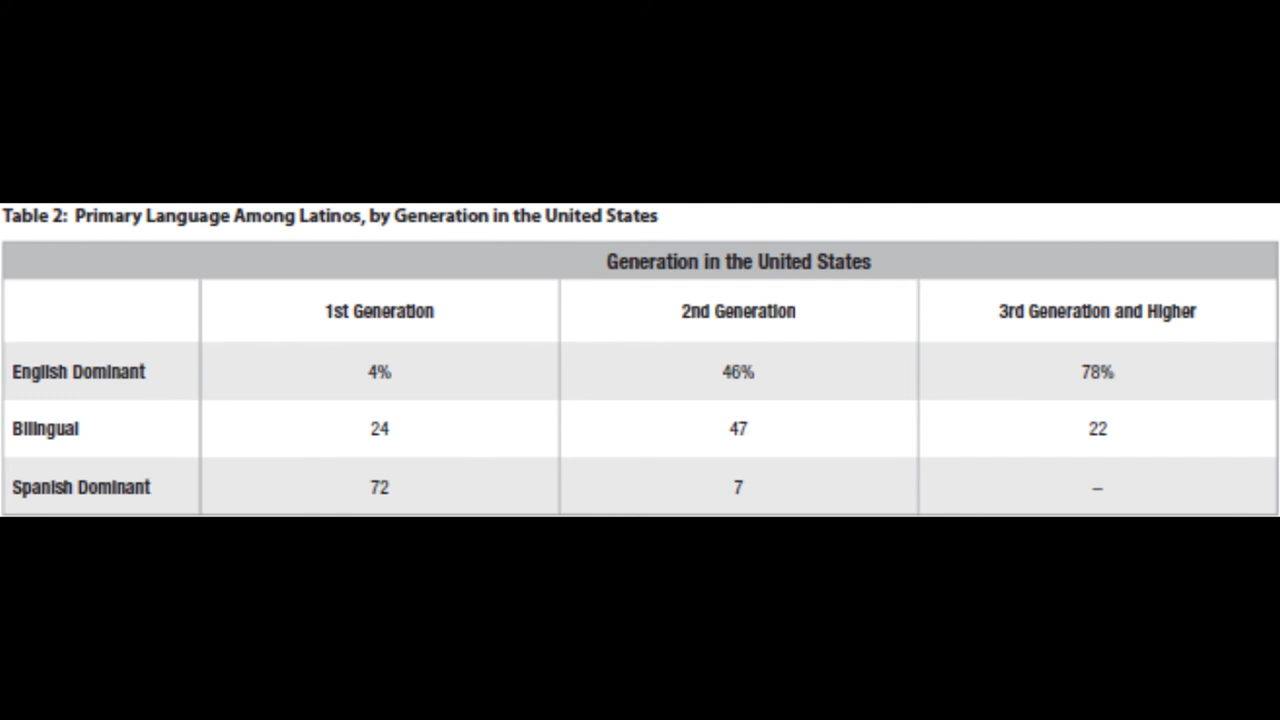 Table 2: Primary Language Among Latinos, by Generation in the United States
Generation in the United States
1st Generation 2nd Generation 3rd Generation and Higher
English Dominant 4% 46% 78%
Bilingual 24 47 22
Spanish Dominant 72 7 –